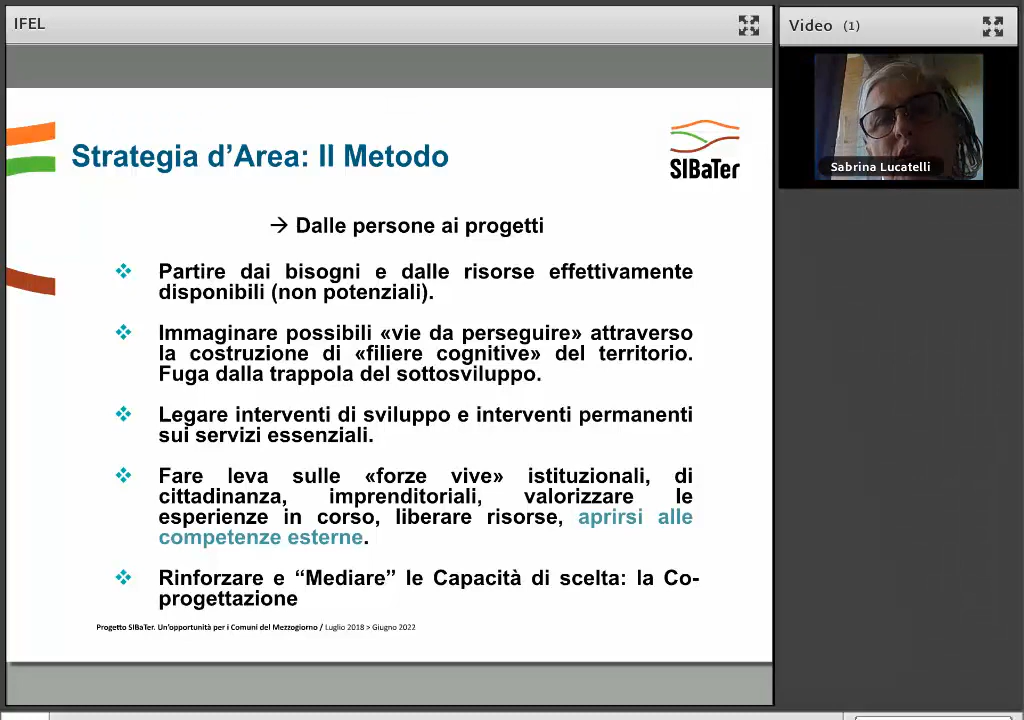 IFEL
Video (1)
Sabrina Lucatelli
Strategia d’Area: Il Metodo
SIBaTer
→ Dalle persone ai progetti
❖ Partire dai bisogni e dalle risorse effettivamente
disponibili (non potenziali).
❖ Immaginare possibili «vie da perseguire» attraverso
la costruzione di «filiere cognitive» del territorio.
Fuga dalla trappola del sottosviluppo.
❖ Legare interventi di sviluppo e interventi permanenti
sui servizi essenziali.
❖ Fare leva sulle «forze vive» istituzionali, di
cittadinanza, imprenditoriali, valorizzare le
esperienze in corso, liberare risorse, aprirsi alle
competenze esterne.
❖ Rinforzare e “Mediare” le Capacità di scelta: la Co-
progettazione
Progetto SIBaTer. Un’opportunità per i Comuni del Mezzogiorno / Luglio 2018 > Giugno 2022